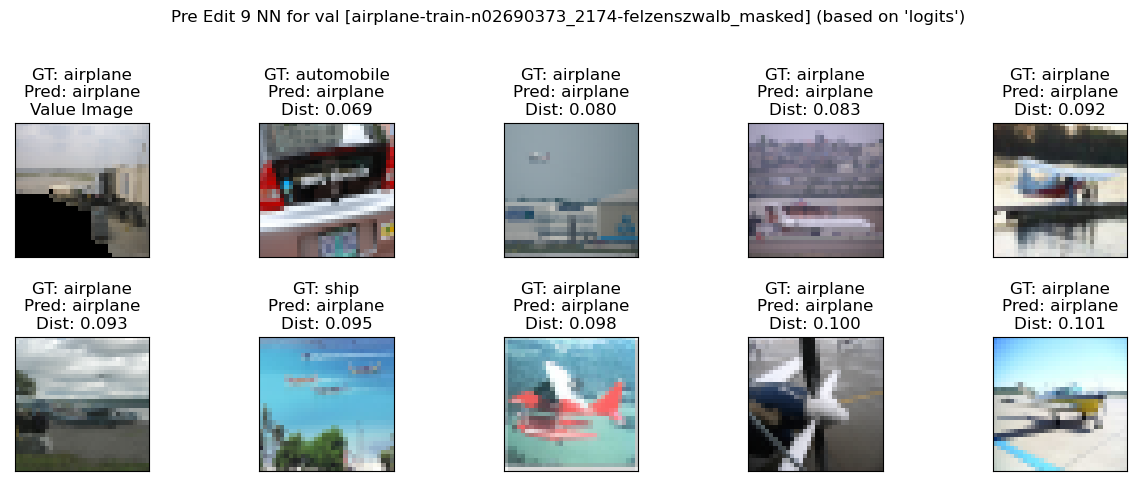 Pre Edit 9 NN for val [airplane-train-n02690373_2174-felzenszwalb_masked] (based on 'logits')
GT: airplane
Pred: airplane
Value Image
GT: automobile
Pred: airplane
Dist: 0.069
GT: airplane
Pred: airplane
Dist: 0.080
GT: airplane
Pred: airplane
Dist: 0.083
GT: airplane
Pred: airplane
Dist: 0.092
GT: airplane
Pred: airplane
Dist: 0.093
GT: ship
Pred: airplane
Dist: 0.095
GT: airplane
Pred: airplane
Dist: 0.098
GT: airplane
Pred: airplane
Dist: 0.100
GT: airplane
Pred: airplane
Dist: 0.101